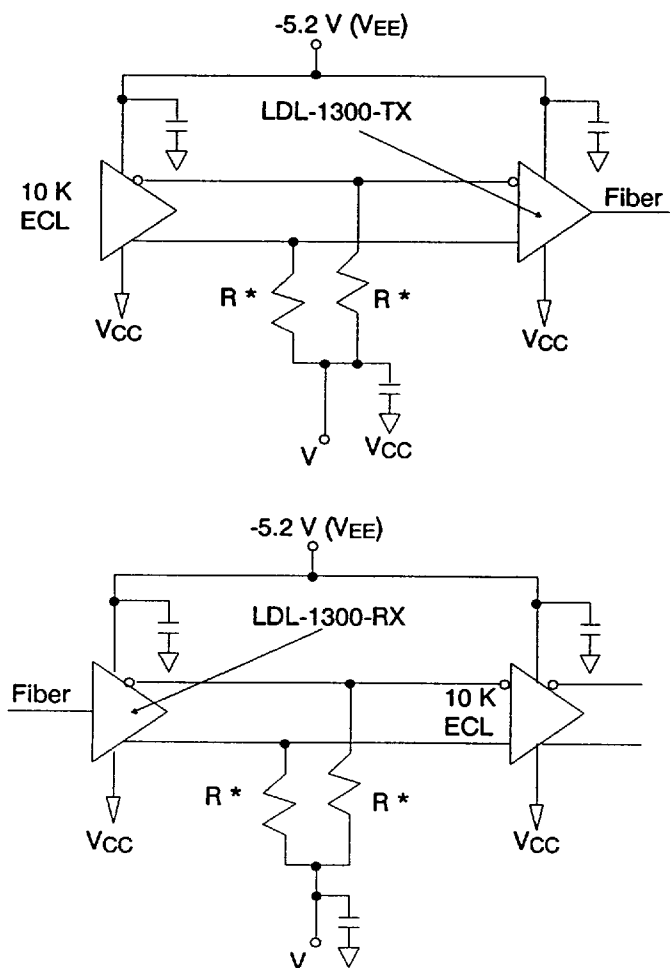 -5.2 V (VEE)
LDL-1300-TX
10 K
ECL
Fiber
R *
R *
VCC
VCC
V
VCC
-5.2 V (VEE)
LDL-1300-RX
Fiber
10 K
ECL
R *
R *
VCC
VCC
V